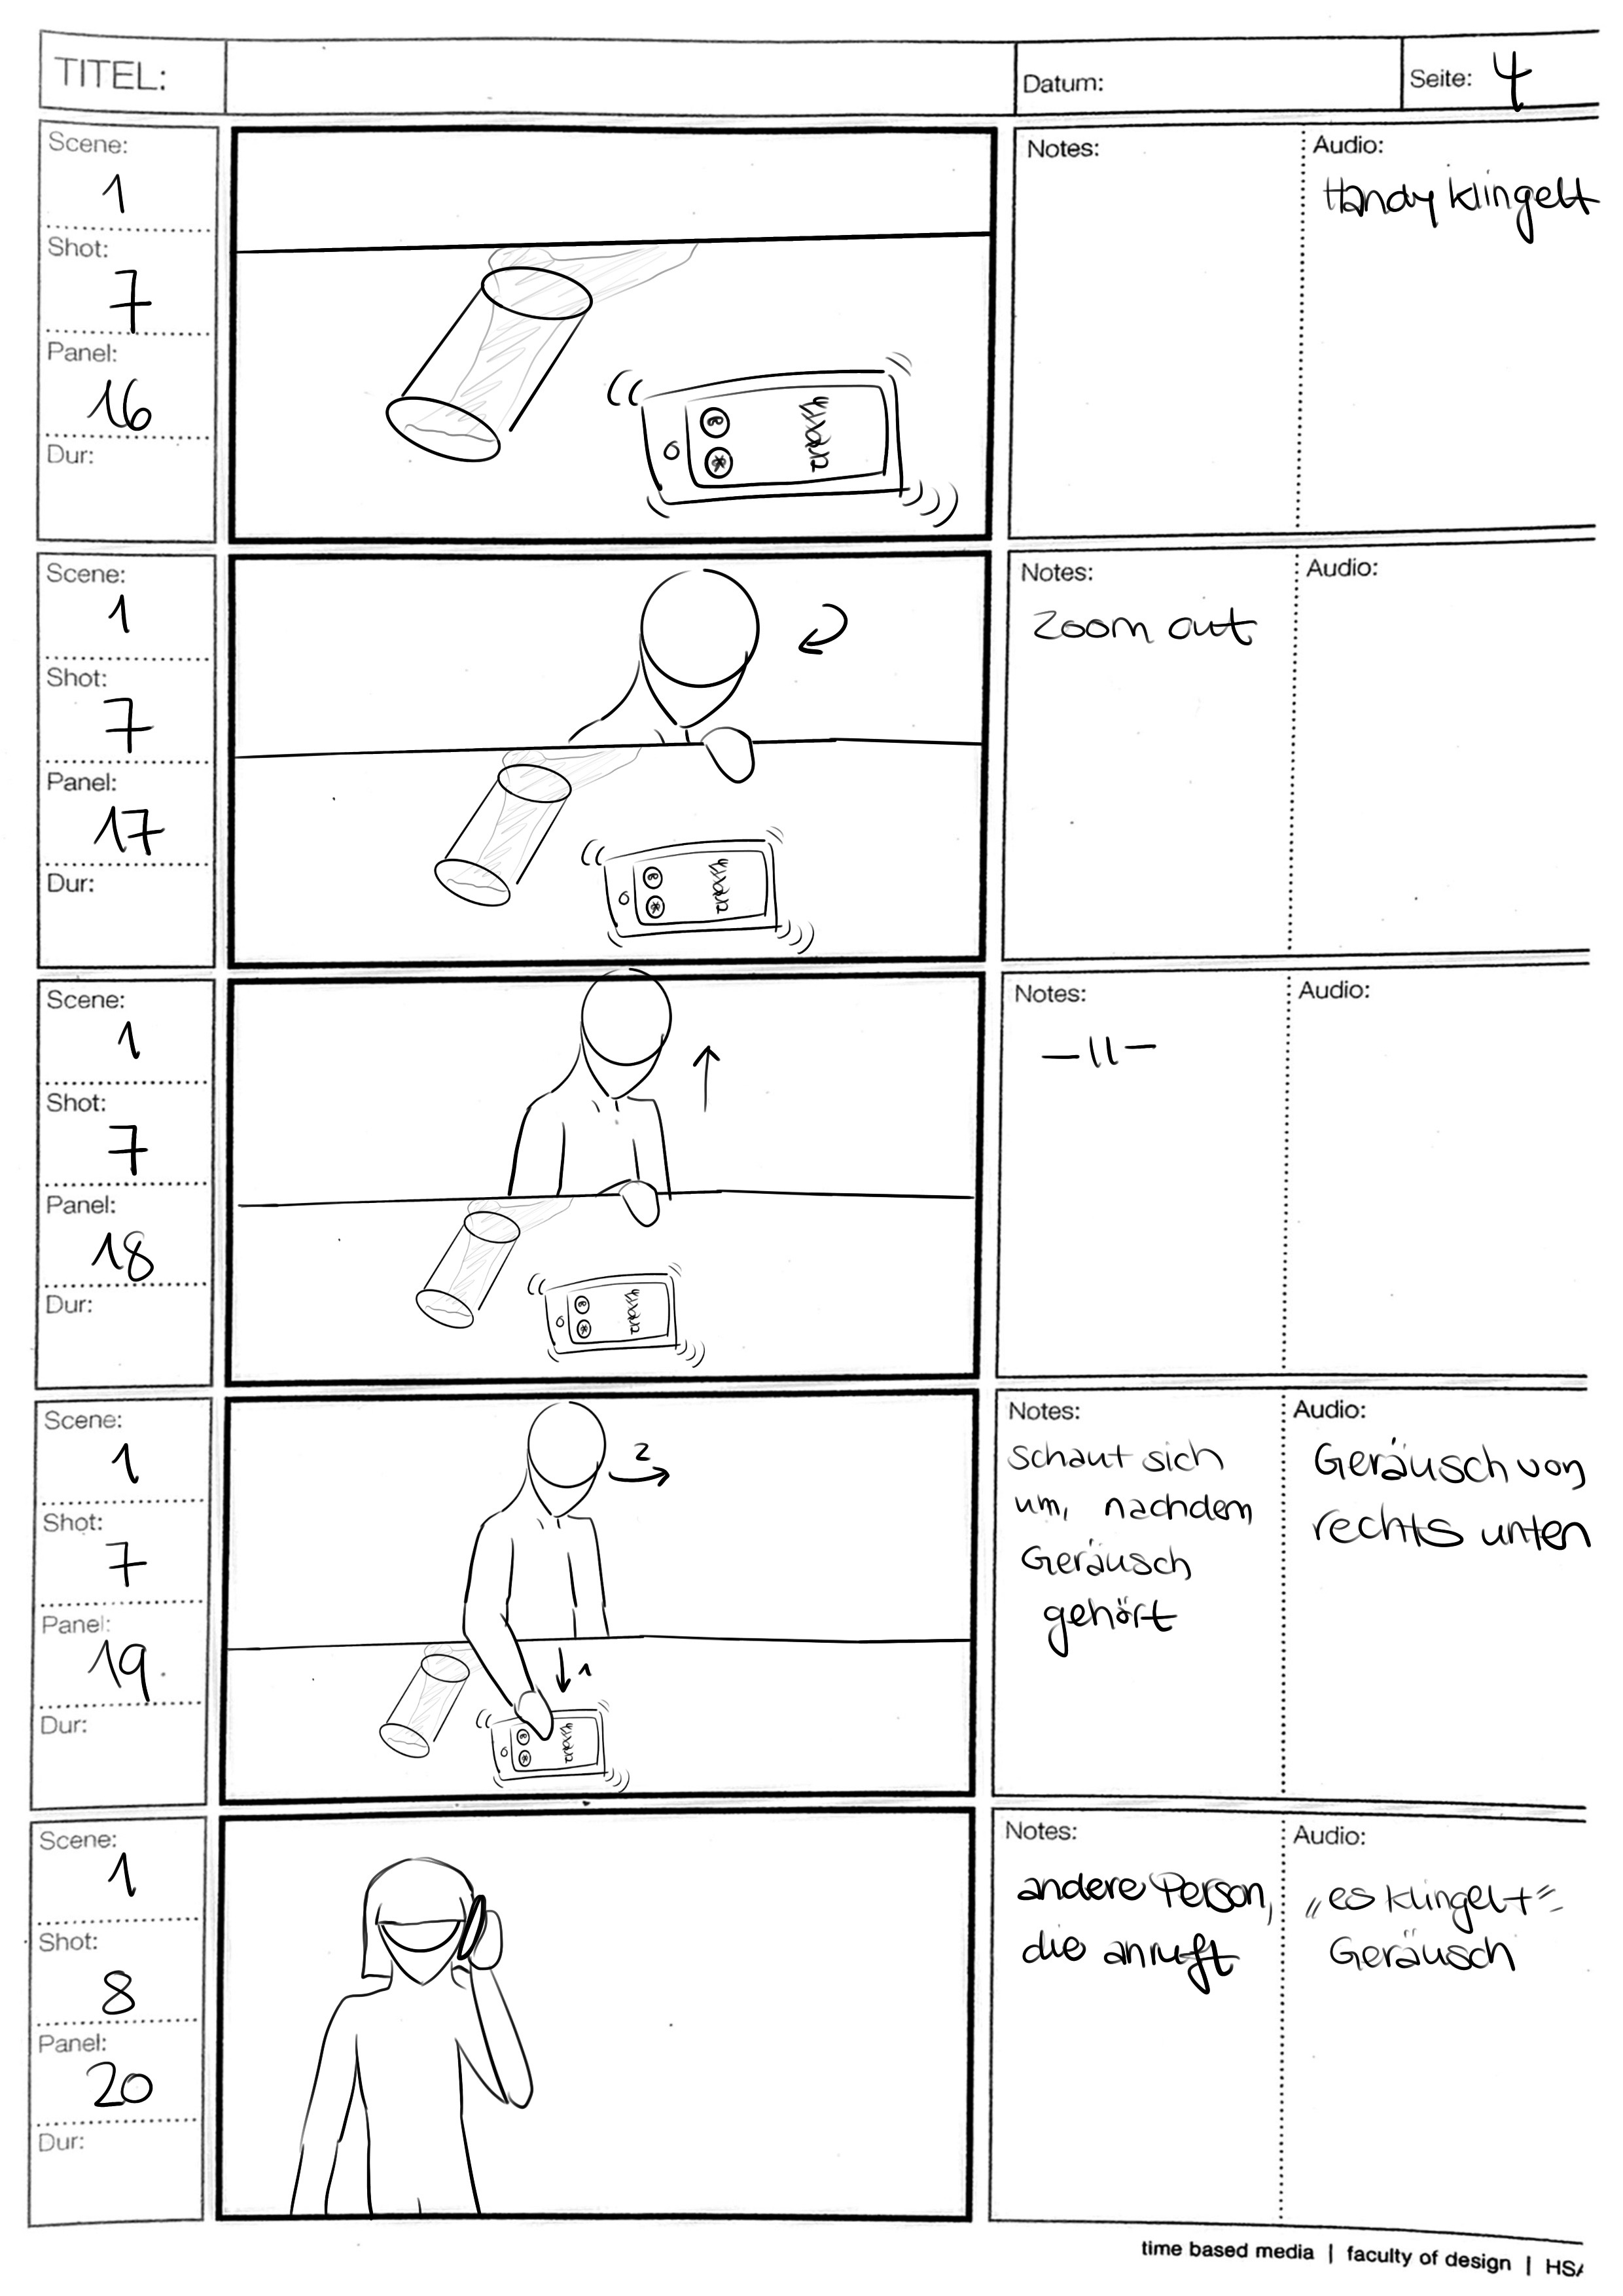 TITEL:
Datum:
Seite: 4
Scene:
1
Shot:
7
Panel:
16
Dur:
Notes:
Audio:
Handy klingelt
Scene:
1
Shot:
7
Panel:
17
Dur:
Notes:
Zoom out
Audio:
Scene:
1
Shot:
7
Panel:
18
Dur:
Notes:
—11—
Audio:
Scene:
1
Shot:
7
Panel:
19
Dur:
2
1
Notes:
schaut sich
um, nachdem
Geräusch
gehört
Audio:
Geräusch von
rechts unten
Scene:
1
Shot:
8
Panel:
20
Dur:
Notes:
andere Person,
die anruft
Audio:
„es klingelt“
Geräusch
time based media | faculty of design | HSA